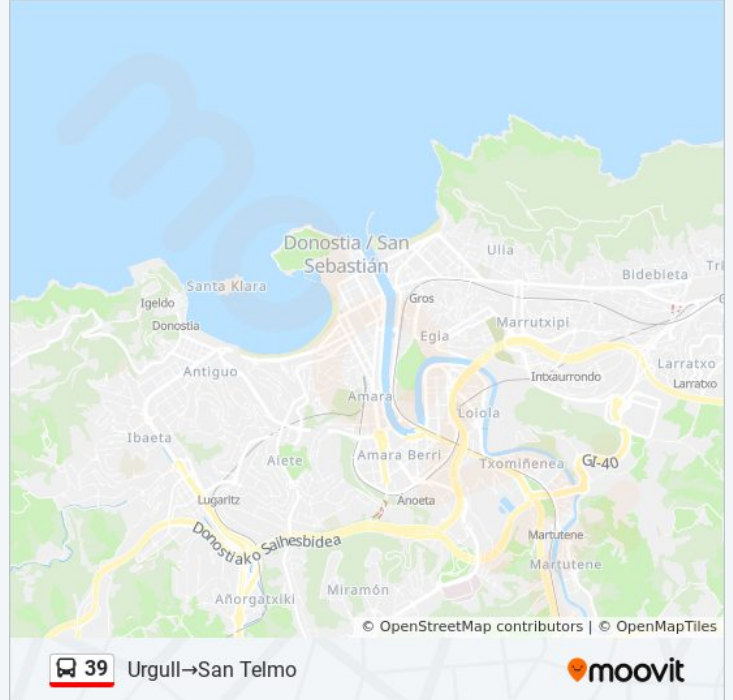 Donostia / San
Sebastián
Ulia
Bidebieta
Santa Klara
Igeldo
Gros
Donostia
Marrutxipi
Egia
Larratxo
Antiguo
Intxaurrondo
Larratxo
Amara
Loiola
Ibaeta
Amara Berri
Aiete
Txomiñenea
GI-40
Lugaritz
Anoeta
Donostiako Saihesbidea
Martutene
Martutene
Miramón
Añorgatxiki
© OpenStreetMap contributors | © OpenMapTiles
39 Urgull→San Telmo
moovit